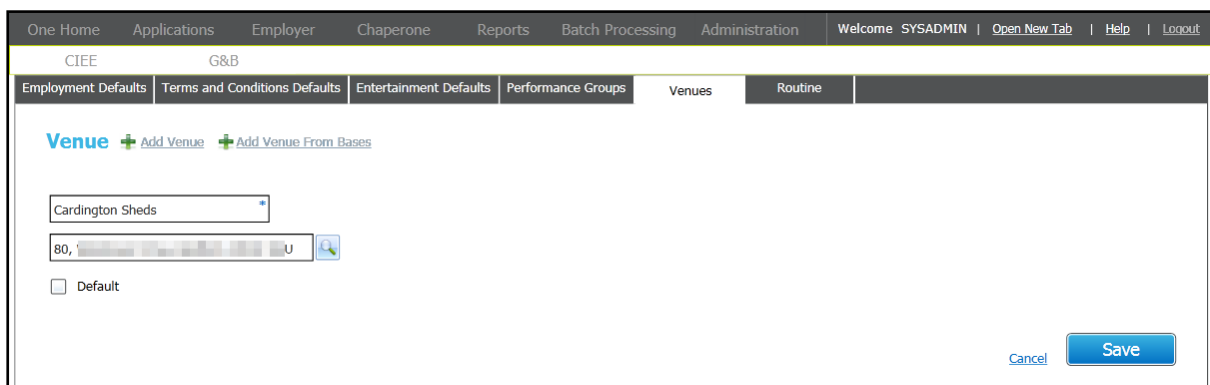 One Home Applications Employer Chaperone Reports Batch Processing Administration Welcome SYSADMIN | Open New Tab | Help | Logout
CIEE G&B
Employment Defaults Terms and Conditions Defaults Entertainment Defaults Performance Groups Venues Routine
Venue Add Venue Add Venue From Bases
Cardington Sheds *
80, U
Default
Cancel Save